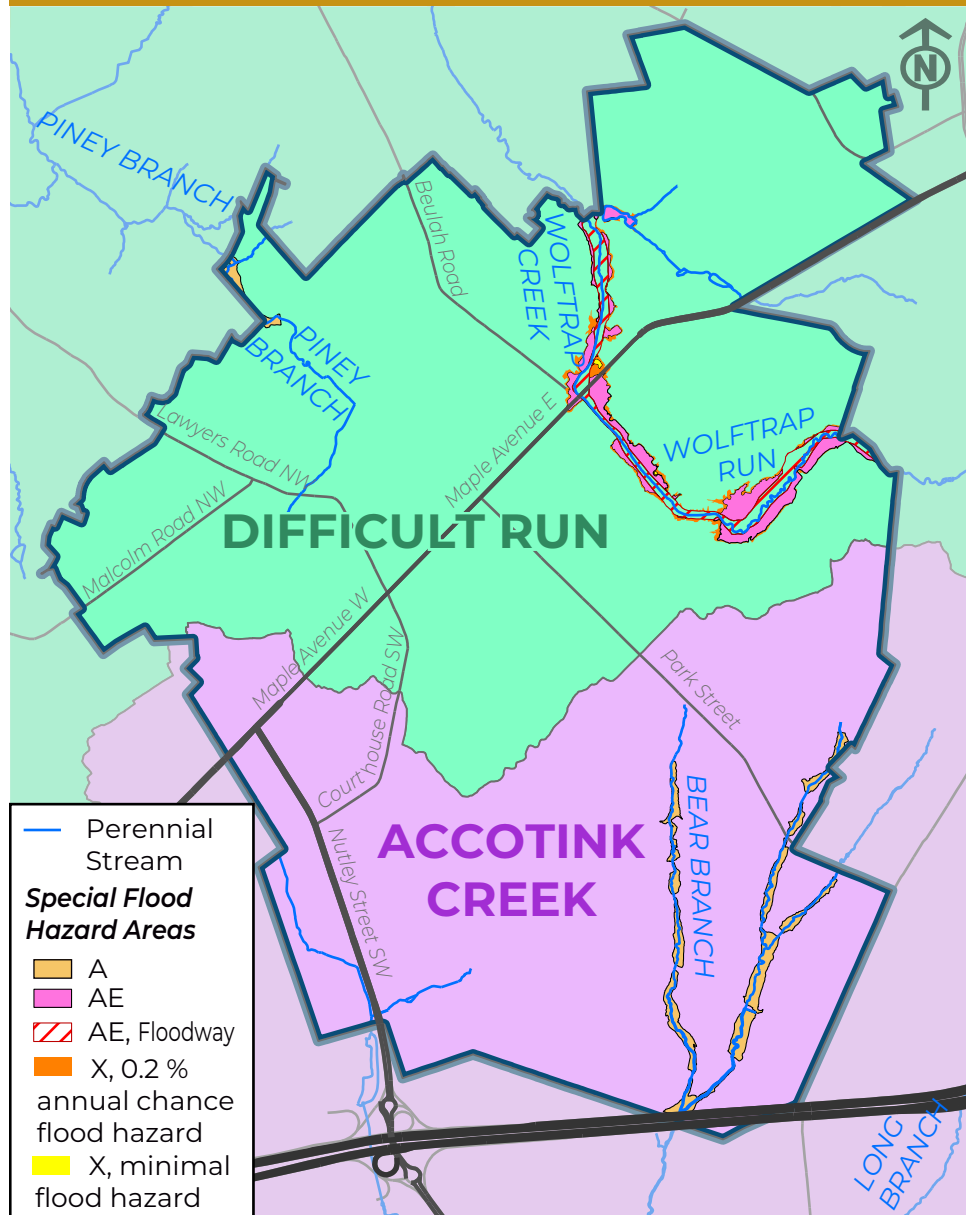 N
PINEY BRANCH
Beulah Road
WOLFTRAP
CREEK
PINEY
BRANCH
Lawyers Road NW
Malcolm Road NW
Maple Avenue E
WOLFTRAP
RUN
DIFFICULT RUN
Maple Avenue W
Courthouse Road SW
Park Street
Nutley Street SW
ACCOTINK
CREEK
BEAR BRANCH
LONG
BRANCH
Perennial
Stream
Special Flood
Hazard Areas
A
AE
AE, Floodway
X, 0.2 %
annual chance
flood hazard
X, minimal
flood hazard